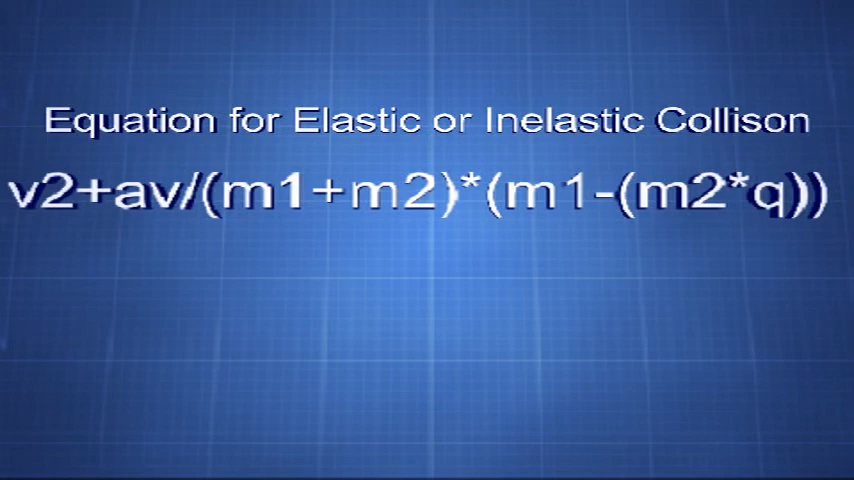 Equation for Elastic or Inelastic Collison
v2+av/(m1+m2)*(m1-(m2*q))